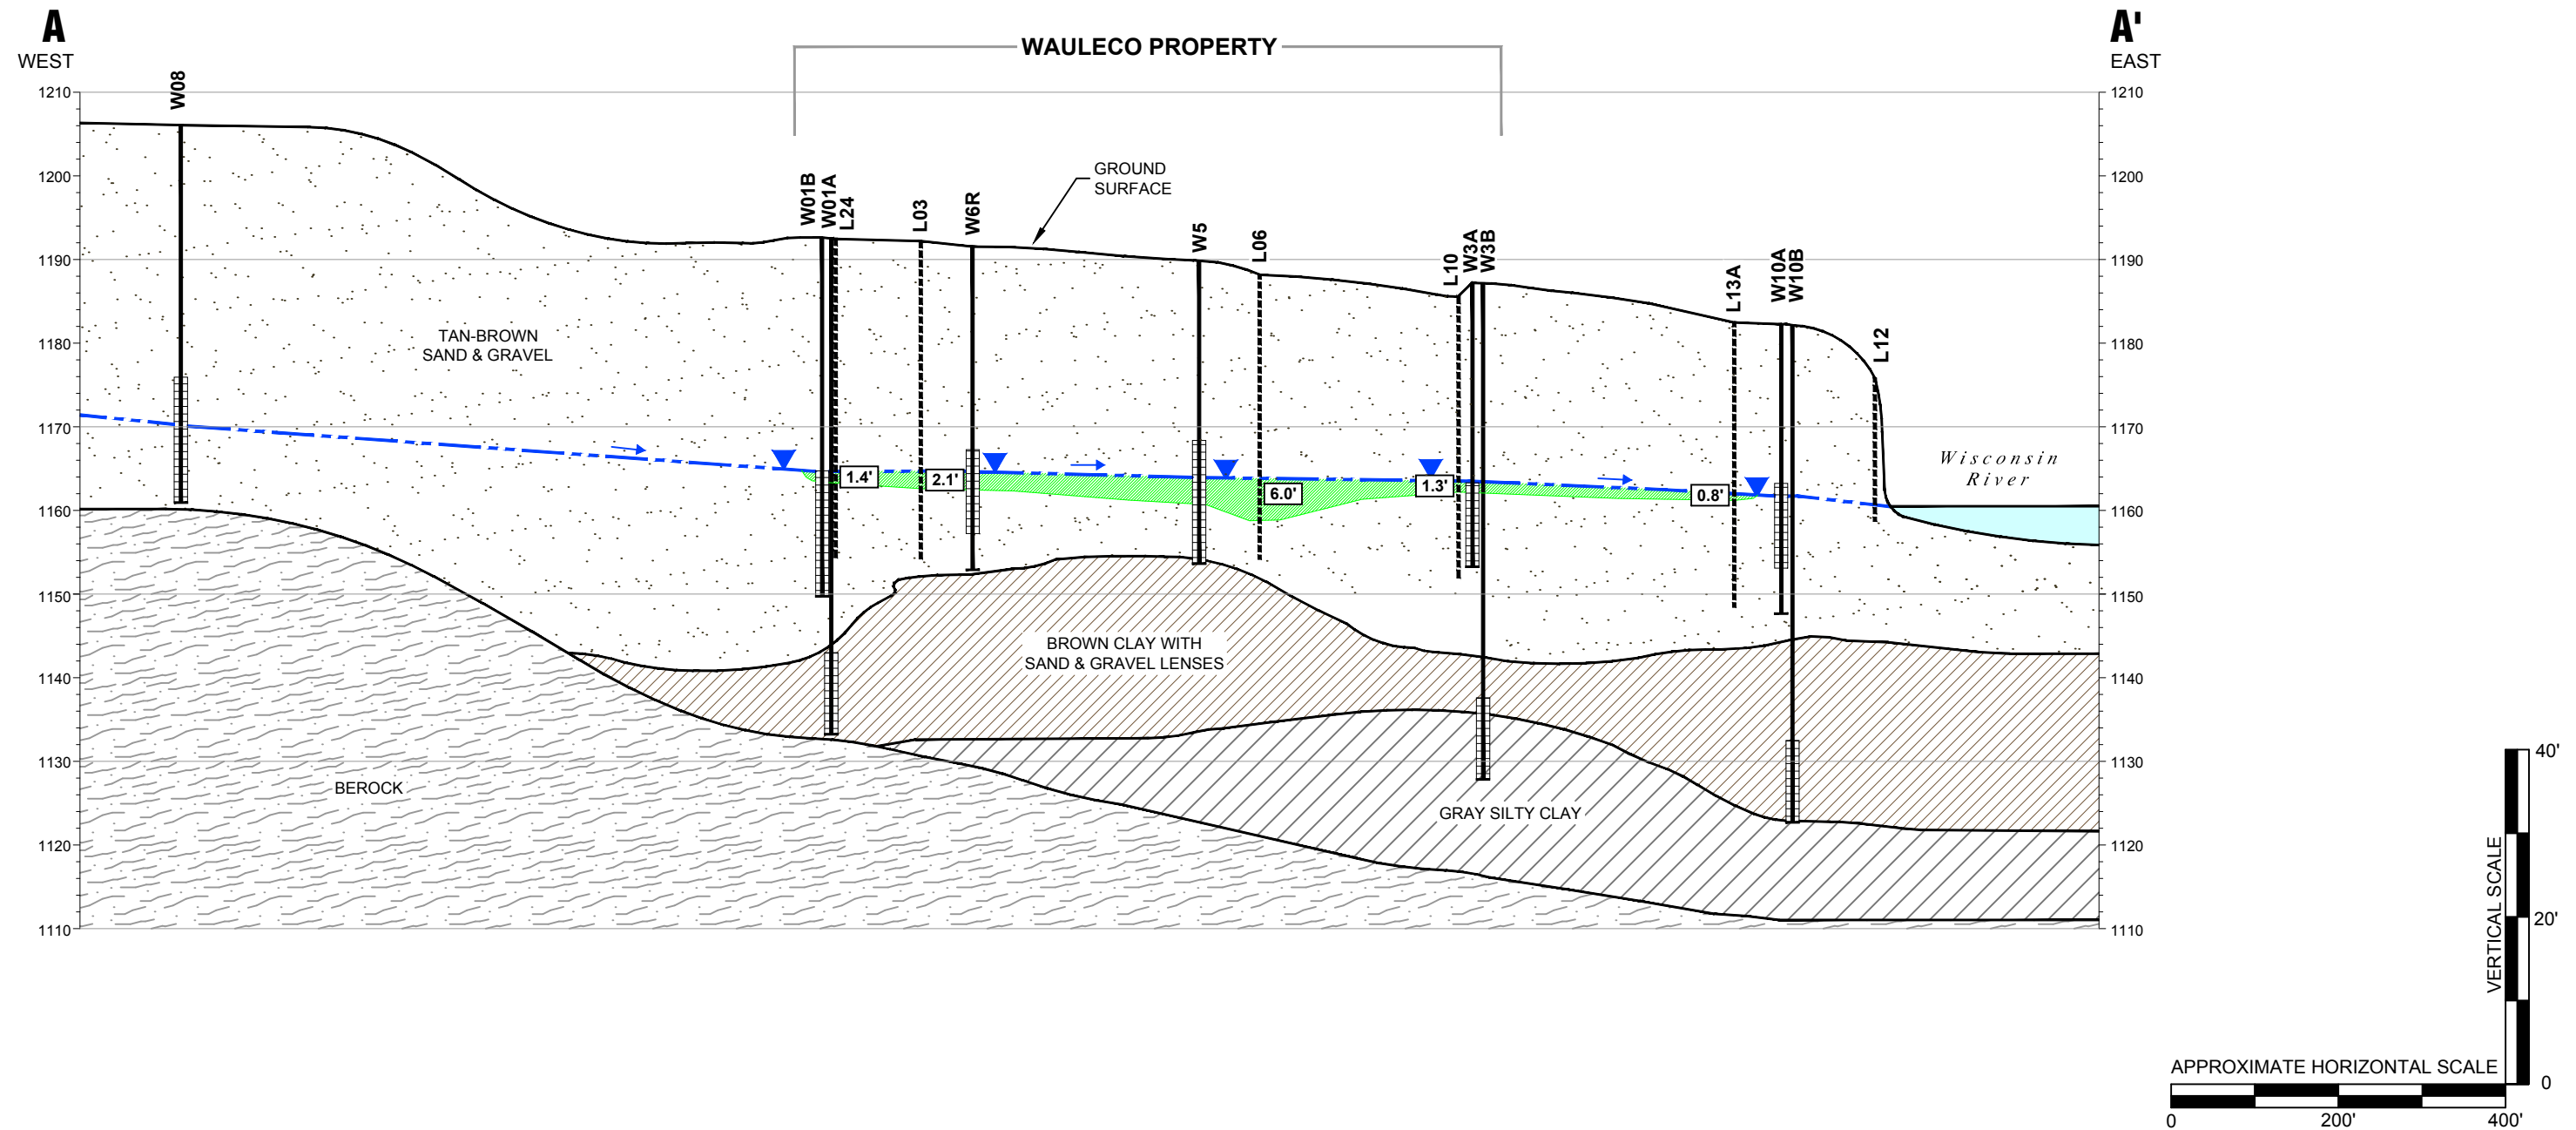 A
WEST
WAULECO PROPERTY
A'
EAST
W08
W01B
W01A
L24
L03
W6R
GROUND
SURFACE
W5
L06
L10
W3A
W3B
L13A
W10A
W10B
L12
1210
1200
1190
1180
1170
1160
1150
1140
1130
1120
1110
1210
1200
1190
1180
1170
1160
1150
1140
1130
1120
1110
TAN-BROWN
SAND & GRAVEL
1.4'
2.1'
6.0'
1.3'
0.8'
Wisconsin
River
BROWN CLAY WITH
SAND & GRAVEL LENSES
BEROCK
GRAY SILTY CLAY
40'
20'
0
VERTICAL SCALE
APPROXIMATE HORIZONTAL SCALE
0
200'
400'